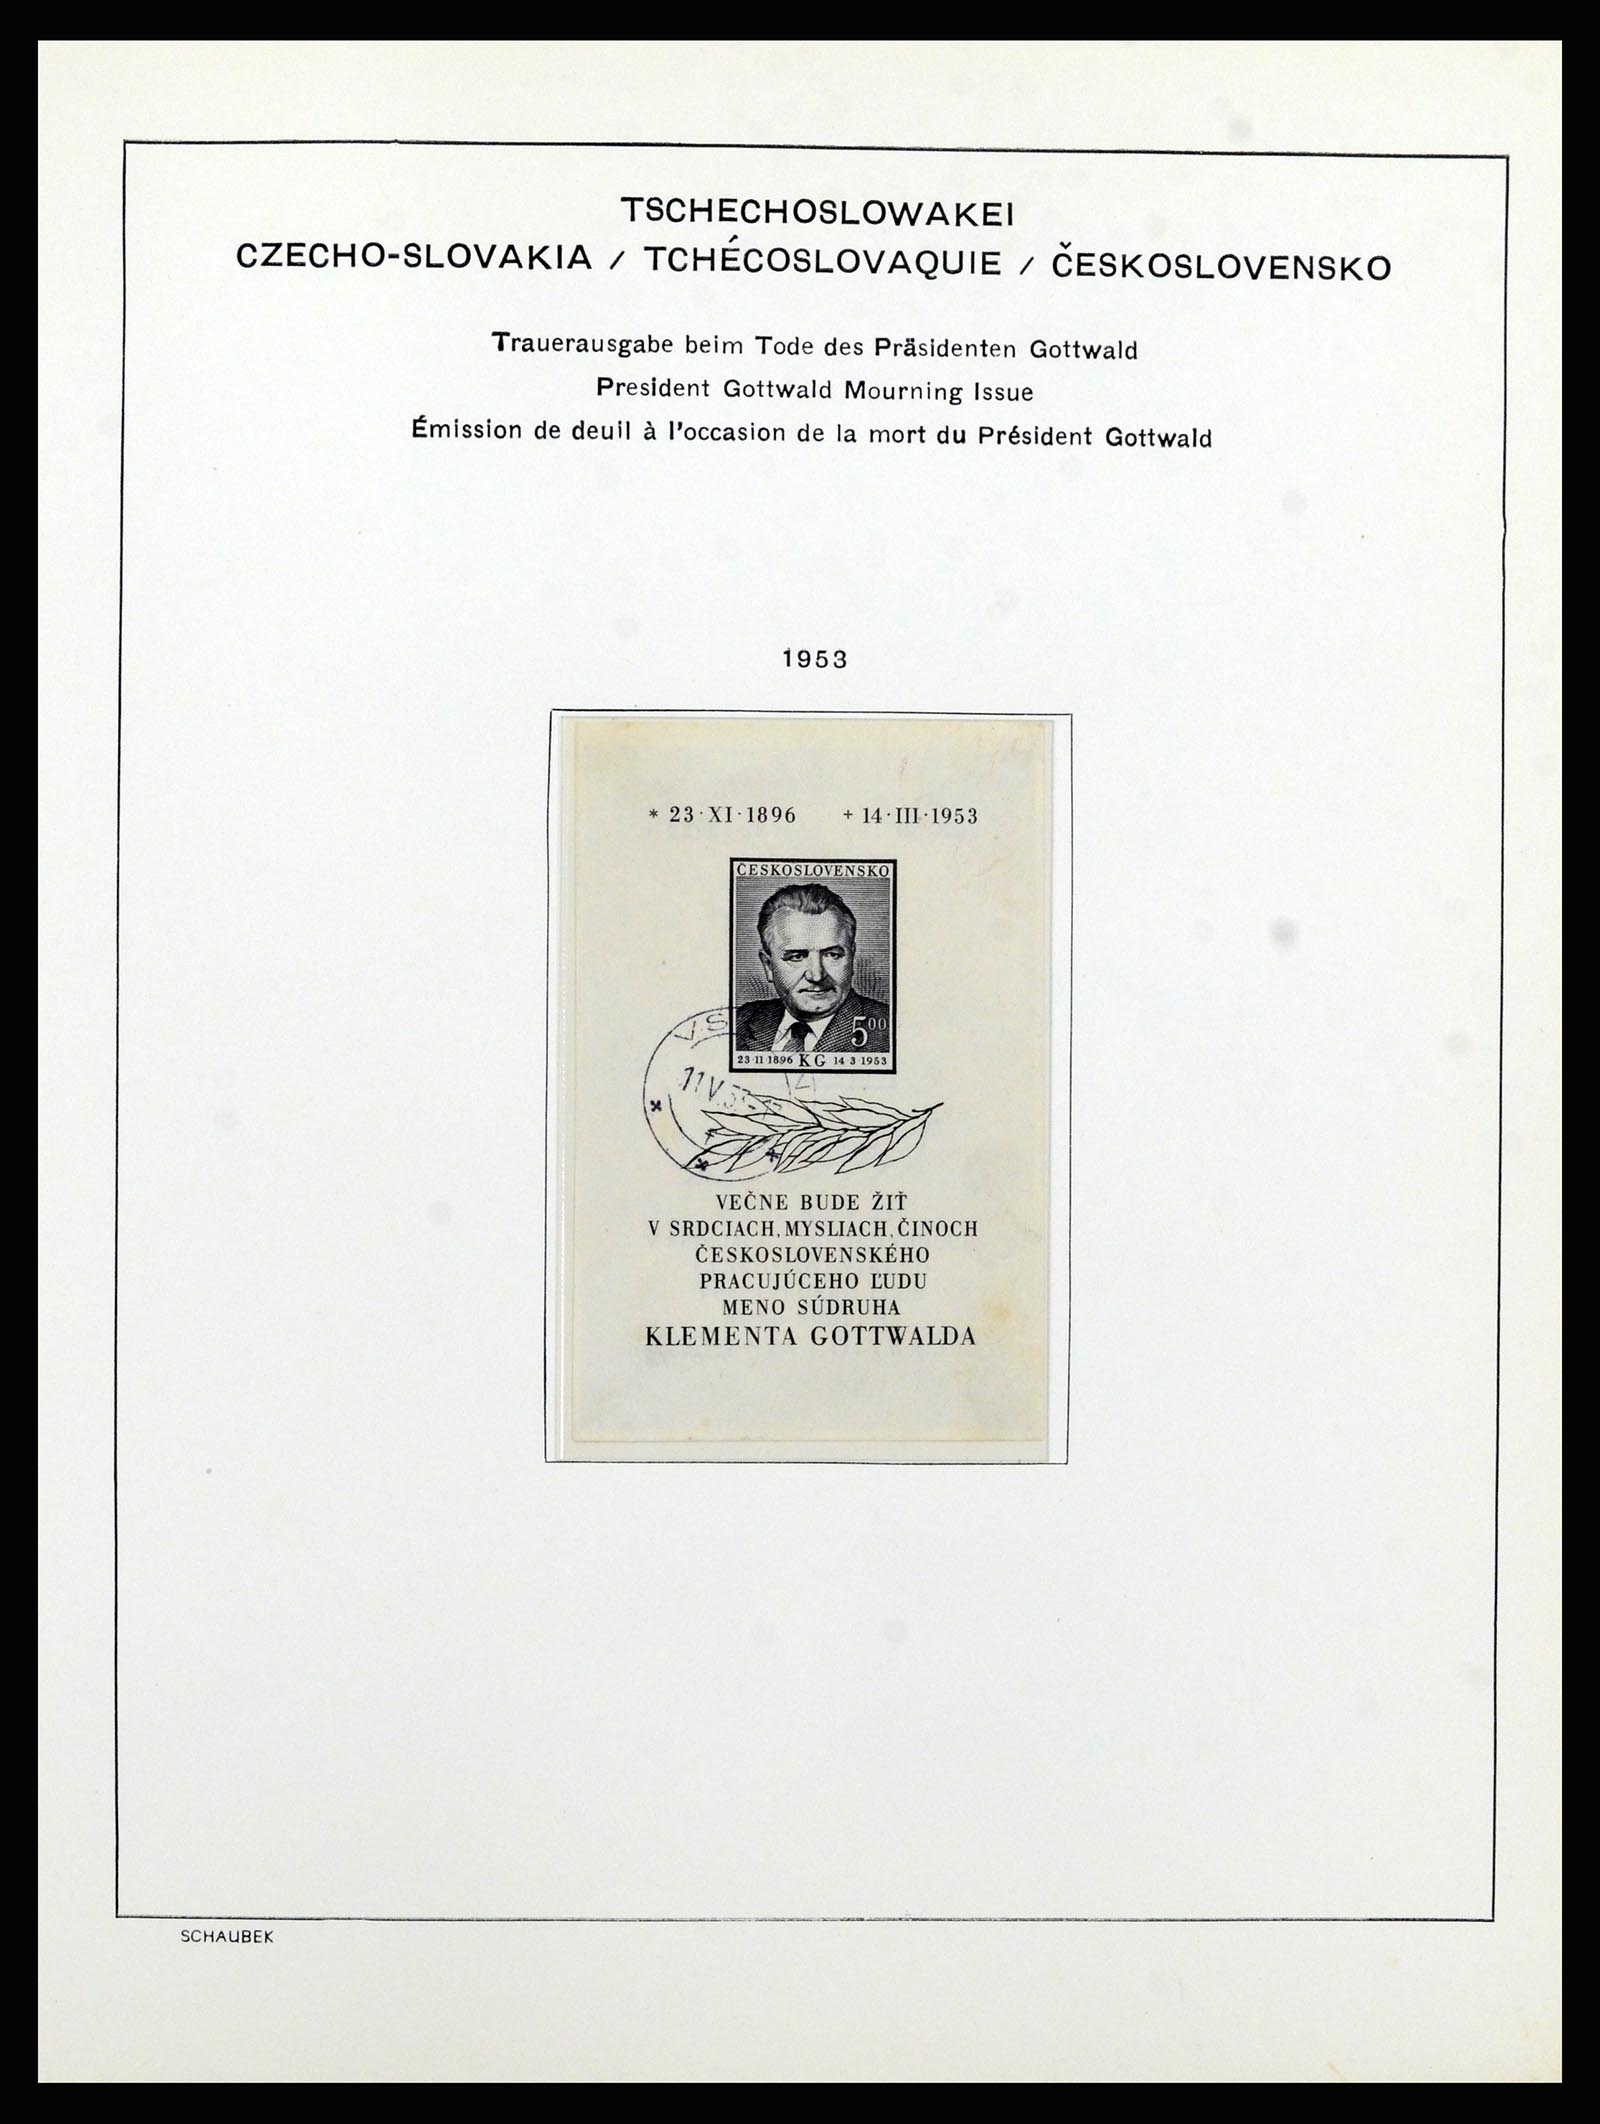 TSCHECHOSLOWAKEI
CZECHO-SLOVAKIA / TCHÉCOSLOVAQUIE / ČESKOSLOVENSKO
Trauerausgabe beim Tode des Präsidenten Gottwald
President Gottwald Mourning Issue
Émission de deuil à l'occasion de la mort du Président Gottwald
1953
* 23·XI·1896 + 14·III·1953
ČESKOSLOVENSKO
500
23·11·1896 KG 14·3·1953
VEČNE BUDE ŽIŤ
V SRDCIACH, MYSLIACH, ČINOCH
ČESKOSLOVENSKÉHO
PRACUJÚCEHO ĽUDU
MENO SÚDRUHA
KLEMENTA GOTTWALDA
SCHAUBEK